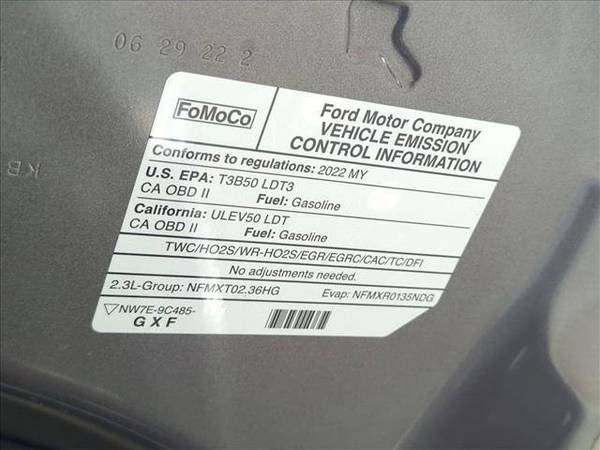 06 29 22 2
KB
FoMoCo
Ford Motor Company
VEHICLE EMISSION
CONTROL INFORMATION
Conforms to regulations: 2022 MY
U.S. EPA: T3B50 LDT3
CA OBD II Fuel: Gasoline
California: ULEV50 LDT
CA OBD II Fuel: Gasoline
TWC/HO2S/WR-HO2S/EGR/EGRC/CAC/TC/DFI
No adjustments needed.
2.3L-Group: NFMXT02.36HG Evap: NFMXR0135NDG
NW7E-9C485-
GXF